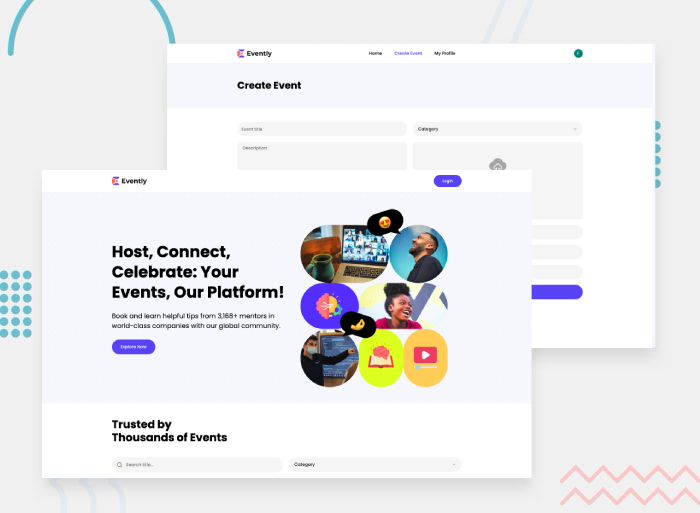 Evently
Home
Create Event
My Profile
Create Event
Event title
Category
Description
Evently
Login
Host, Connect,
Celebrate: Your
Events, Our Platform!
Book and learn helpful tips from 3,168+ mentors in
world-class companies with our global community.
Explore Now
Trusted by
Thousands of Events
Search title...
Category